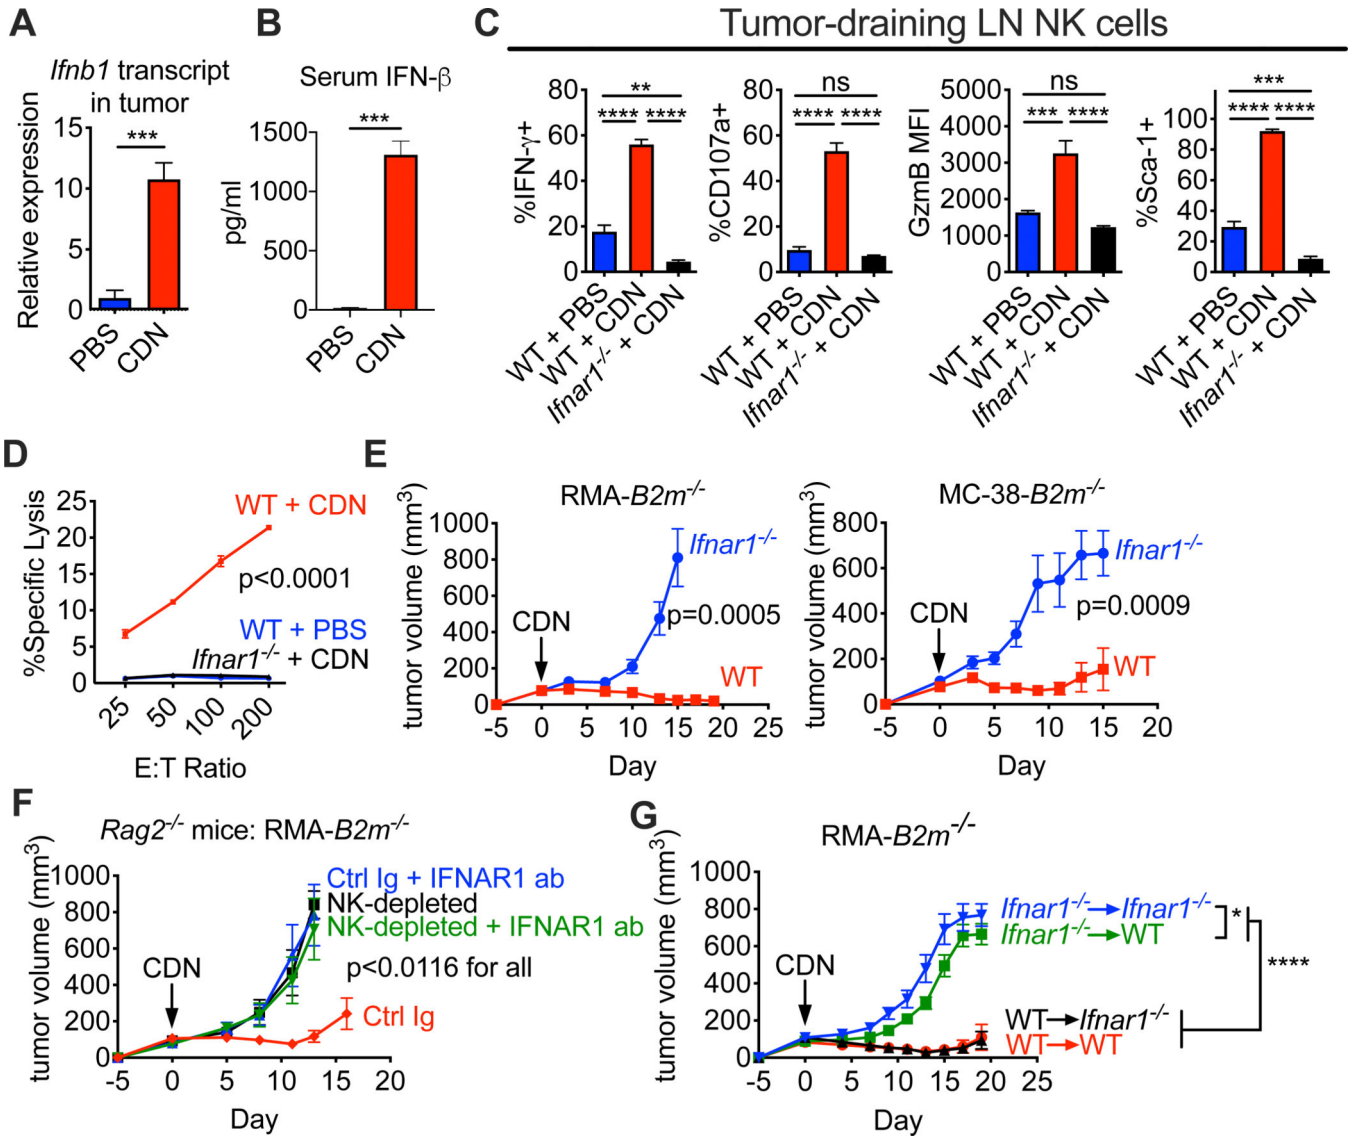 A
Ifnb1 transcript
in tumor
***
Relative expression
15
10
5
0
PBS
CDN
B
Serum IFN-β
***
pg/ml
1500
1000
500
0
PBS
CDN
C
Tumor-draining LN NK cells
%IFN-γ+
80
60
40
20
0
**
**** ****
WT + PBS
WT + CDN
Ifnar1-/- + CDN
%CD107a+
80
60
40
20
0
ns
**** ****
WT + PBS
WT + CDN
Ifnar1-/- + CDN
GzmB MFI
5000
4000
3000
2000
1000
0
ns
*** ****
WT + PBS
WT + CDN
Ifnar1-/- + CDN
%Sca-1+
100
80
60
40
20
0
***
**** ****
WT + PBS
WT + CDN
Ifnar1-/- + CDN
D
%Specific Lysis
25
20
15
10
5
0
WT + CDN
p<0.0001
WT + PBS
Ifnar1-/- + CDN
25 50 100 200
E:T Ratio
E
RMA-B2m-/-
tumor volume (mm3)
1000
800
600
400
200
0
CDN
Ifnar1-/-
p=0.0005
WT
-5 0 5 10 15 20 25
Day
MC-38-B2m-/-
tumor volume (mm3)
800
600
400
200
0
CDN
Ifnar1-/-
p=0.0009
WT
-5 0 5 10 15 20
Day
F
Rag2-/- mice: RMA-B2m-/-
tumor volume (mm3)
1000
800
600
400
200
0
CDN
Ctrl Ig + IFNAR1 ab
NK-depleted
NK-depleted + IFNAR1 ab
p<0.0116 for all
Ctrl Ig
-5 0 5 10 15 20 25
Day
G
RMA-B2m-/-
tumor volume (mm3)
1000
800
600
400
200
0
CDN
Ifnar1-/-→Ifnar1-/-
Ifnar1-/-→WT
*
****
WT→Ifnar1-/-
WT→WT
-5 0 5 10 15 20 25 30
Day